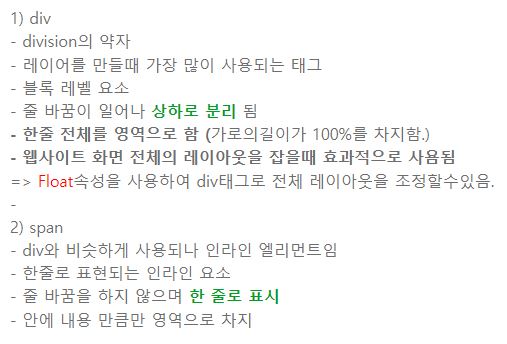 1) div
- division의 약자
- 레이어를 만들때 가장 많이 사용되는 태그
- 블록 레벨 요소
- 줄 바꿈이 일어나 상하로 분리 됨
- 한줄 전체를 영역으로 함 (가로의길이가 100%를 차지함.)
- 웹사이트 화면 전체의 레이아웃을 잡을때 효과적으로 사용됨
=> Float속성을 사용하여 div태그로 전체 레이아웃을 조정할수있음.
-
2) span
- div와 비슷하게 사용되나 인라인 엘리먼트임
- 한줄로 표현되는 인라인 요소
- 줄 바꿈을 하지 않으며 한 줄로 표시
- 안에 내용 만큼만 영역으로 차지